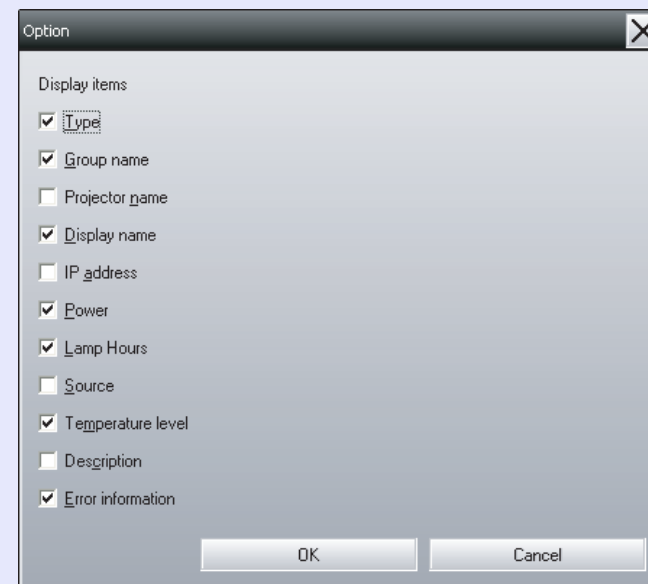 Option
Display items
Type
Group name
Projector name
Display name
IP address
Power
Lamp Hours
Source
Temperature level
Description
Error information
OK
Cancel